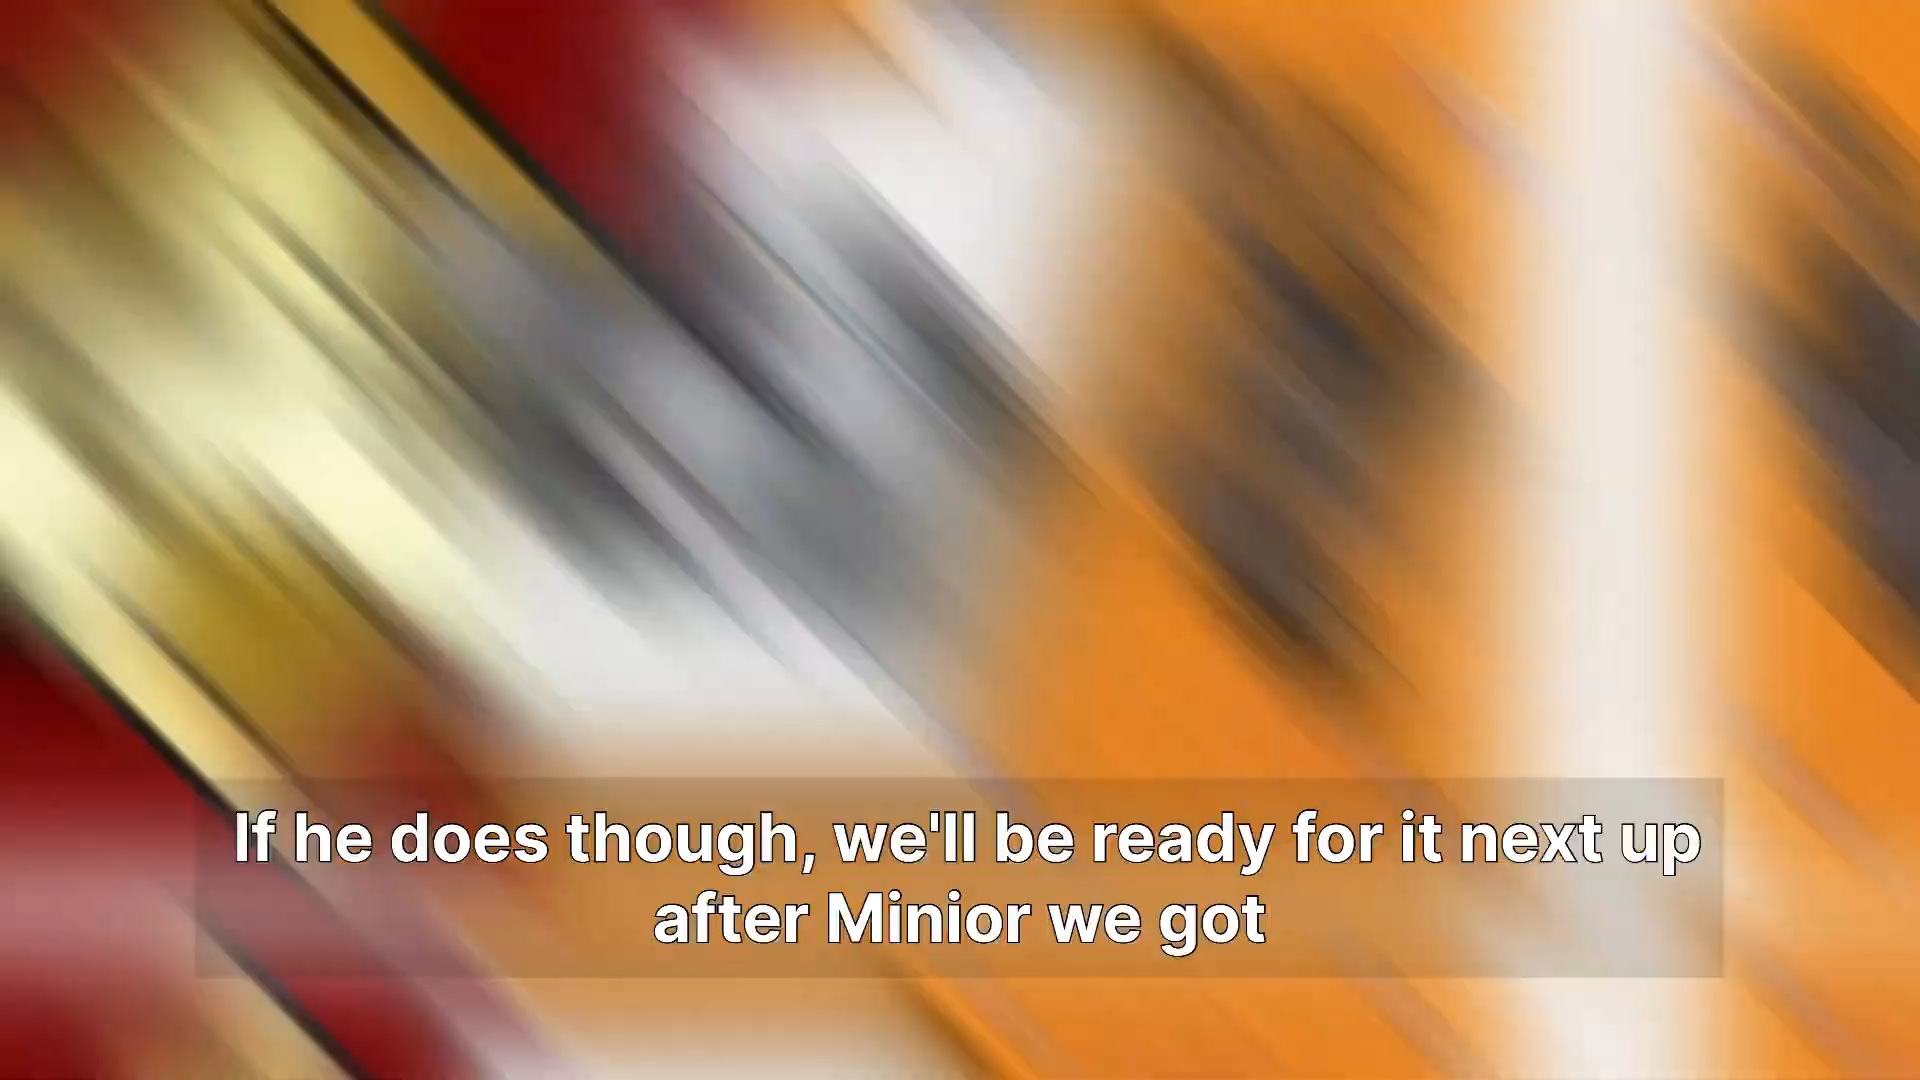 If he does though, we'll be ready for it next up
after Minior we got